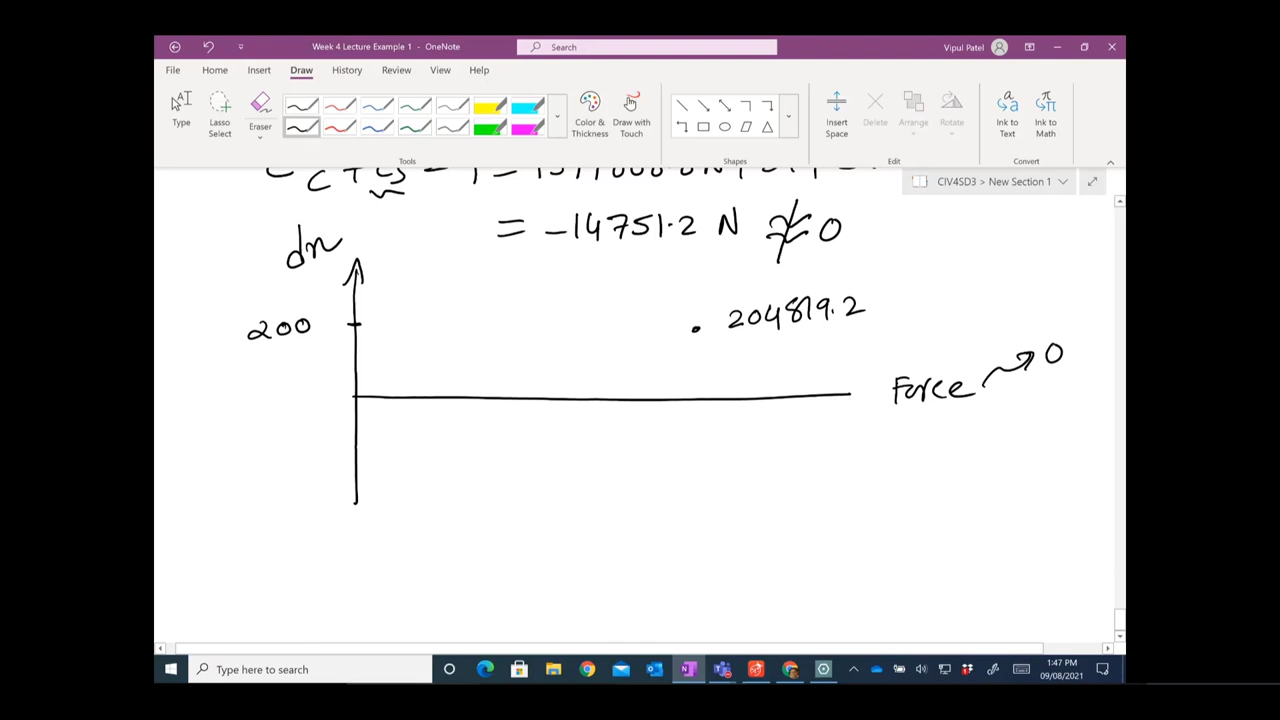 Week 4 Lecture Example 1 - OneNote
Search
Vipul Patel
File Home Insert Draw History Review View Help
Type
Lasso Select
Eraser
Color & Thickness
Draw with Touch
Insert Space
Delete
Arrange
Rotate
Ink to Text
Ink to Math
Tools
Shapes
Edit
Convert
CIV4SD3 > New Section 1
= -14751.2 N ≉ 0
dn
200
. 204819.2
Force → 0
Type here to search
1:47 PM
09/08/2021